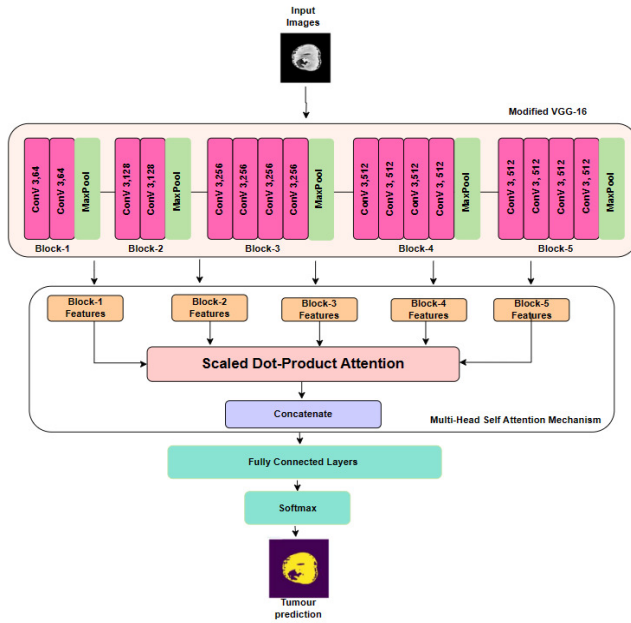 Input
Images
Modified VGG-16
ConV 3,64
ConV 3,64
MaxPool
ConV 3,128
ConV 3,128
MaxPool
ConV 3,256
ConV 3,256
ConV 3,256
ConV 3,256
MaxPool
ConV 3,512
ConV 3, 512
ConV 3, 512
ConV 3, 512
MaxPool
ConV 3, 512
ConV 3, 512
ConV 3, 512
ConV 3, 512
MaxPool
Block-1
Block-2
Block-3
Block-4
Block-5
Block-1
Features
Block-2
Features
Block-3
Features
Block-4
Features
Block-5
Features
Scaled Dot-Product Attention
Concatenate
Multi-Head Self Attention Mechanism
Fully Connected Layers
Softmax
Tumour
prediction